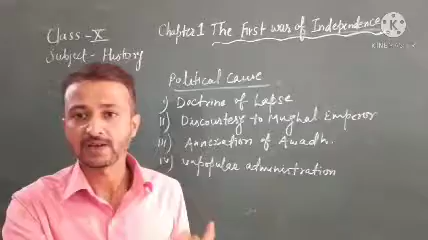 Class - X
Subject - History
Chapter 1 The First War of Independence
Political Cause
i) Doctrine of Lapse
ii) Discourtesy to Mughal Emperor
iii) Annexation of Awadh.
iv) unpopular administration
KINEMASTER